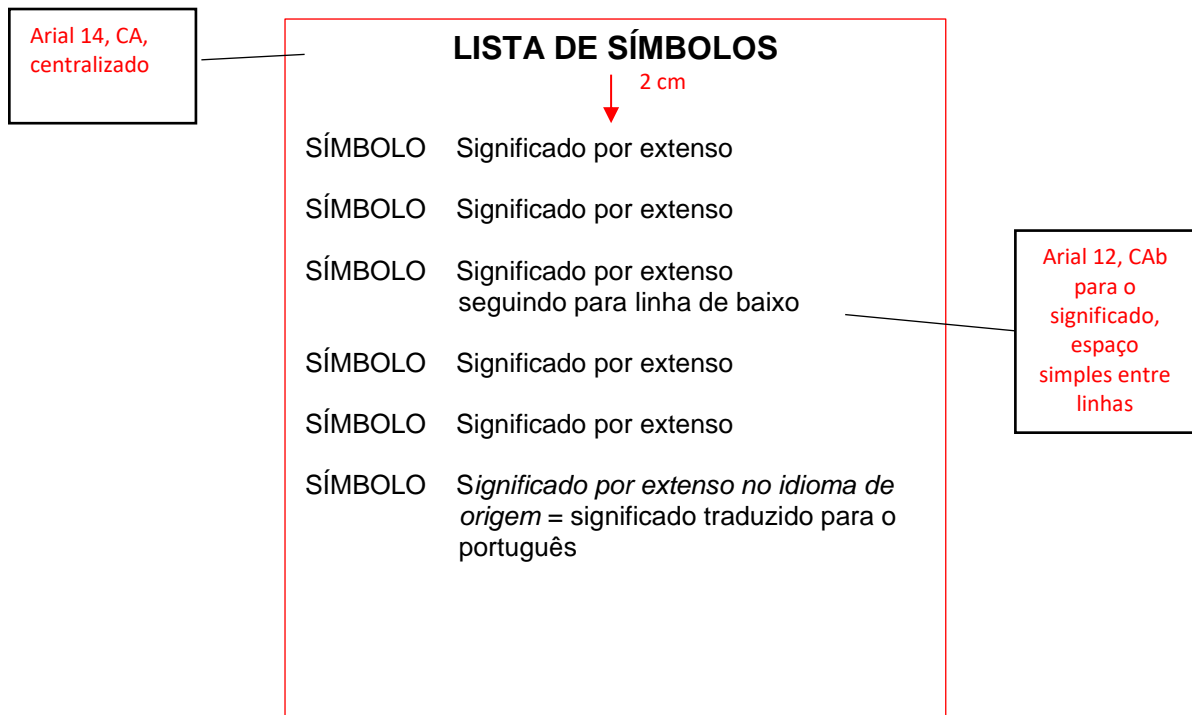 Arial 14, CA,
centralizado
LISTA DE SÍMBOLOS
2 cm
SÍMBOLO Significado por extenso
SÍMBOLO Significado por extenso
SÍMBOLO Significado por extenso
seguindo para linha de baixo
SÍMBOLO Significado por extenso
SÍMBOLO Significado por extenso
SÍMBOLO Significado por extenso no idioma de
origem = significado traduzido para o
português
Arial 12, CAb
para o
significado,
espaço
simples entre
linhas